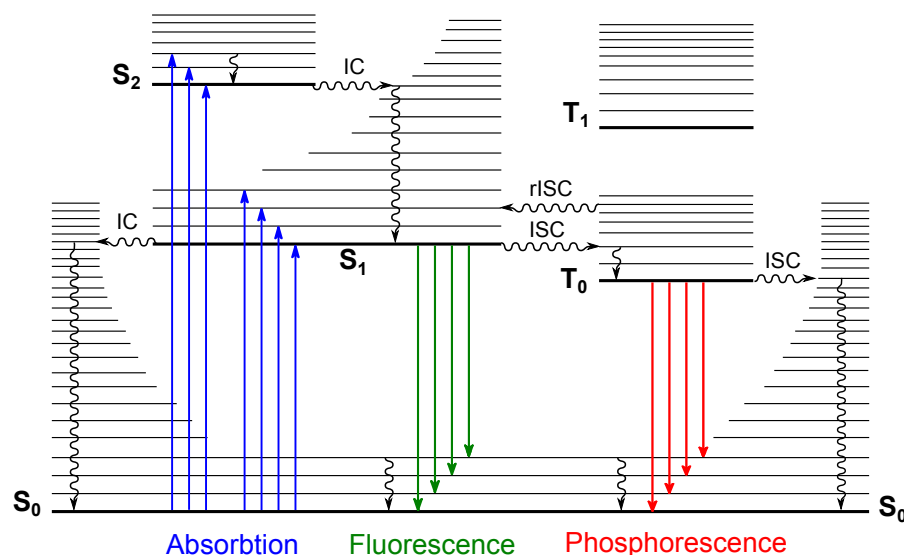 S2
IC
T1
rISC
IC
ISC
S1
T0
ISC
S0
S0
Absorbtion
Fluorescence
Phosphorescence